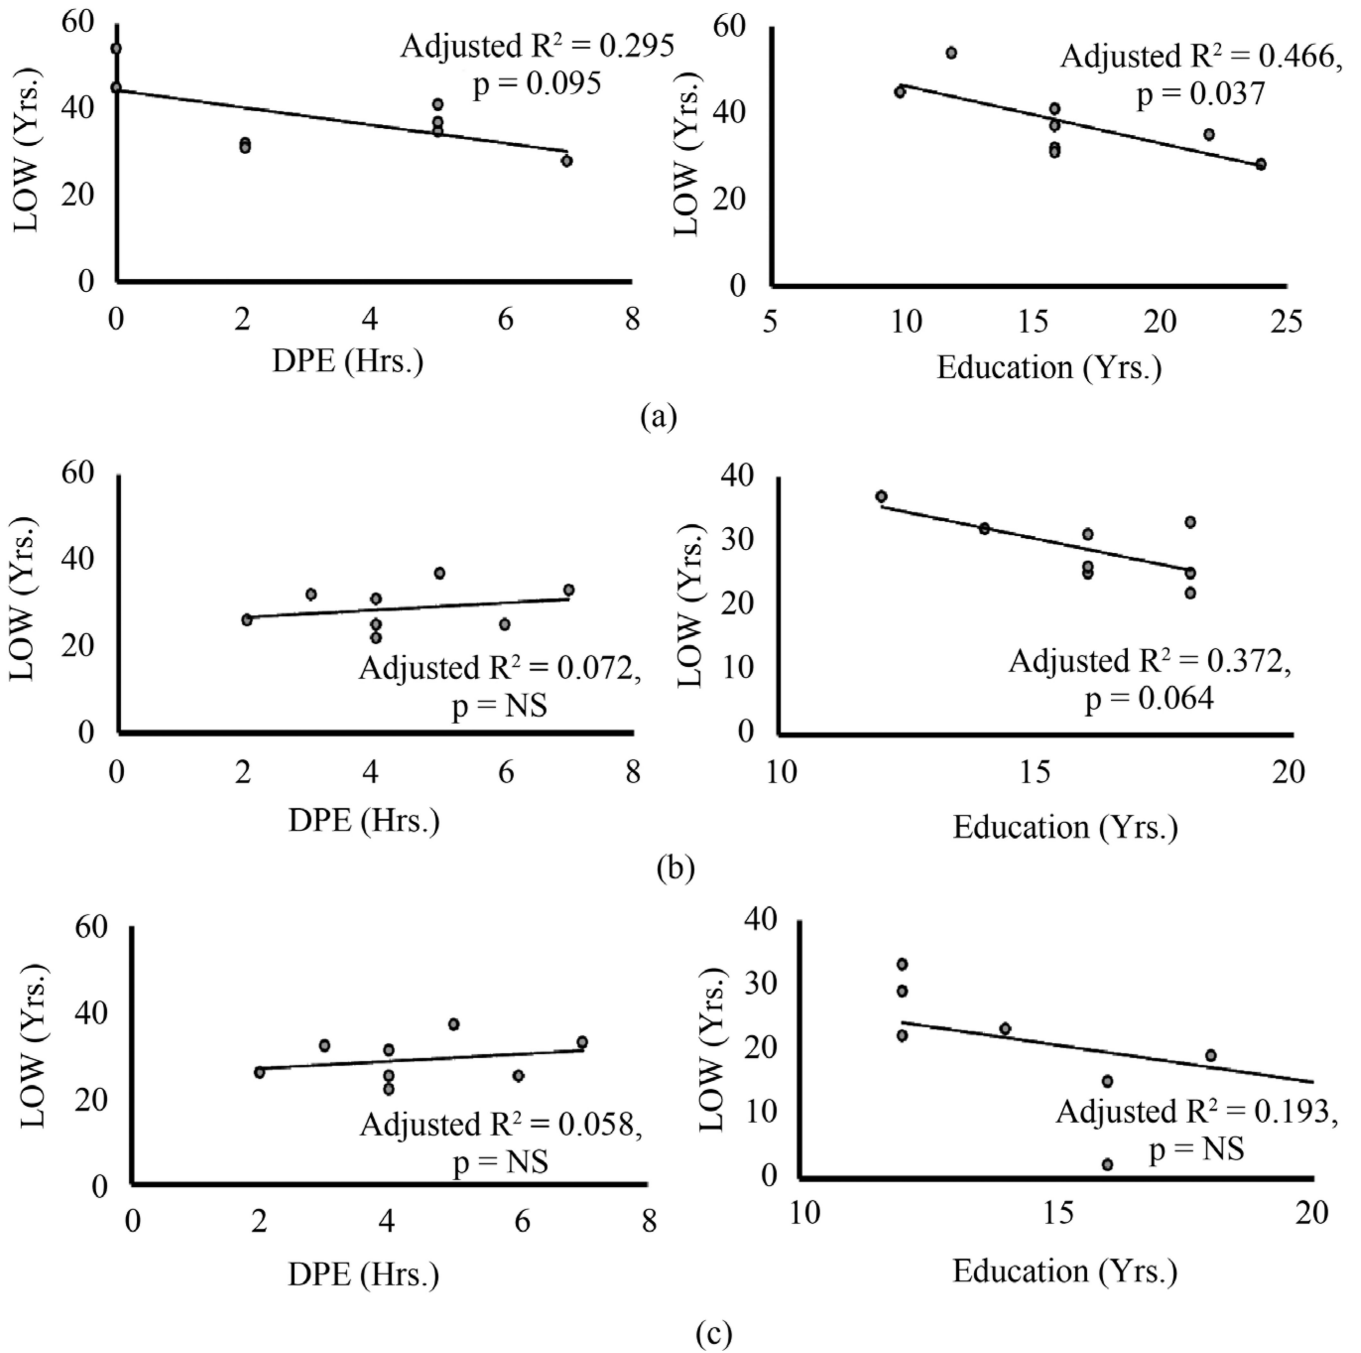 60
40
20
0
LOW (Yrs.)
Adjusted R² = 0.295
p = 0.095
0 2 4 6 8
DPE (Hrs.)
60
40
20
0
LOW (Yrs.)
Adjusted R² = 0.466,
p = 0.037
5 10 15 20 25
Education (Yrs.)
(a)
60
40
20
0
LOW (Yrs.)
Adjusted R² = 0.072,
p = NS
0 2 4 6 8
DPE (Hrs.)
40
30
20
10
0
LOW (Yrs.)
Adjusted R² = 0.372,
p = 0.064
10 15 20
Education (Yrs.)
(b)
60
40
20
0
LOW (Yrs.)
Adjusted R² = 0.058,
p = NS
0 2 4 6 8
DPE (Hrs.)
40
30
20
10
0
LOW (Yrs.)
Adjusted R² = 0.193,
p = NS
10 15 20
Education (Yrs.)
(c)